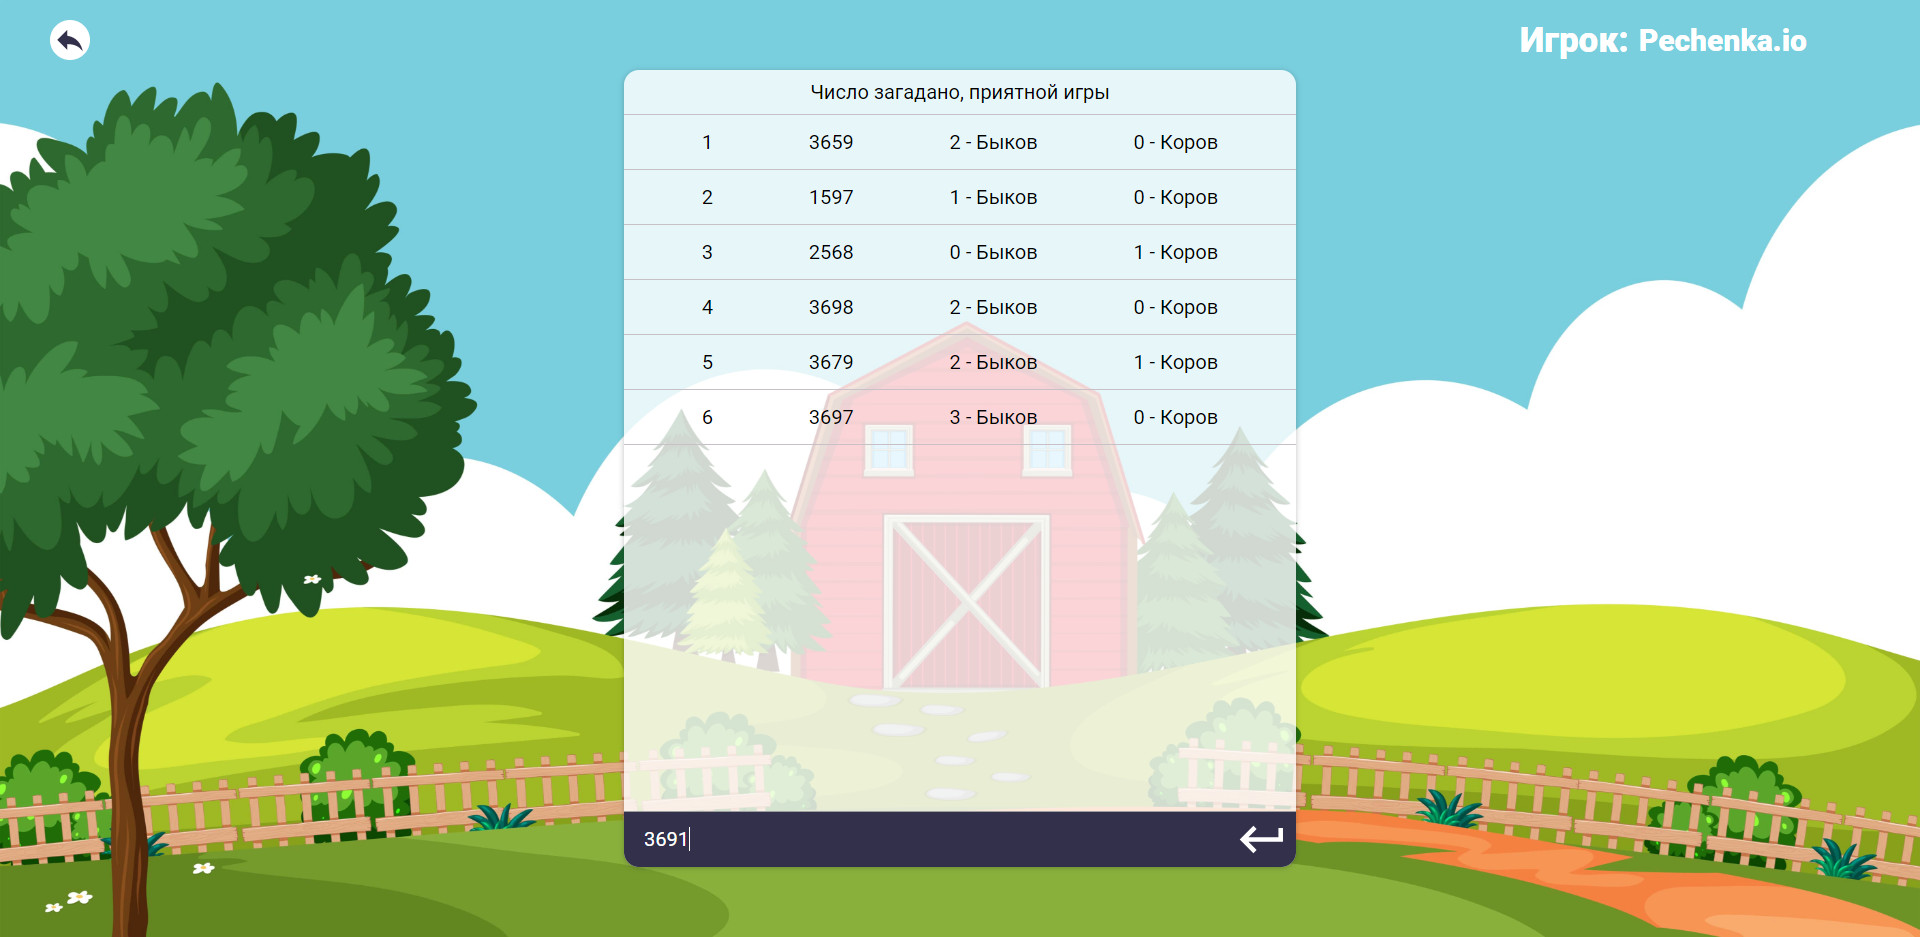 Игрок: Pechenka.io
Число загадано, приятной игры
1 3659 2 - Быков 0 - Коров
2 1597 1 - Быков 0 - Коров
3 2568 0 - Быков 1 - Коров
4 3698 2 - Быков 0 - Коров
5 3679 2 - Быков 1 - Коров
6 3697 3 - Быков 0 - Коров
3691